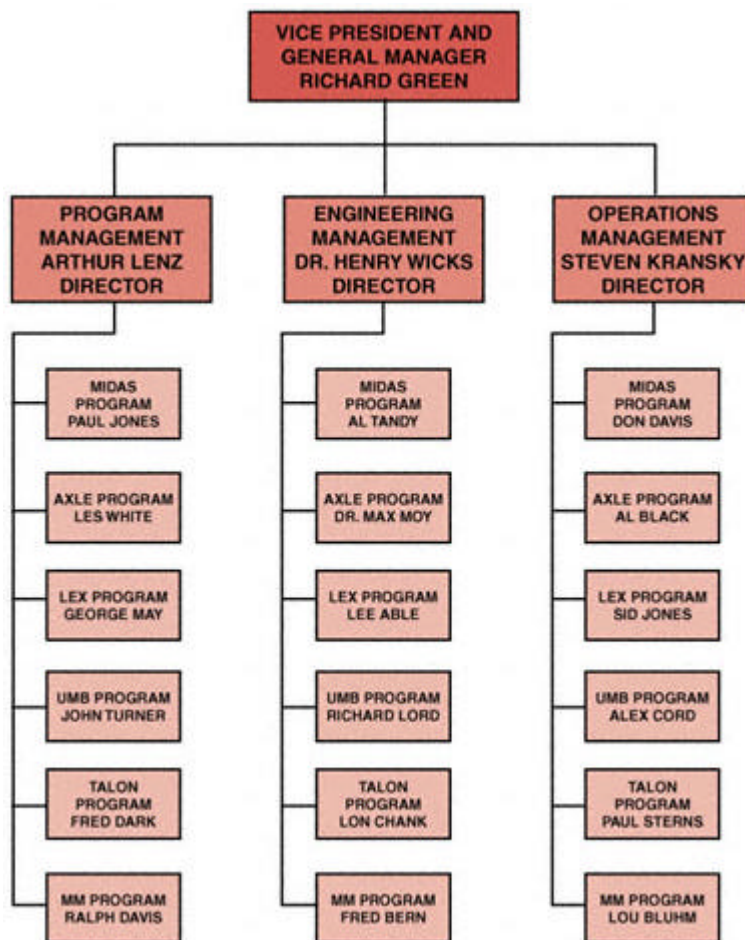 VICE PRESIDENT AND
GENERAL MANAGER
RICHARD GREEN
PROGRAM
MANAGEMENT
ARTHUR LENZ
DIRECTOR
MIDAS
PROGRAM
PAUL JONES
AXLE PROGRAM
LES WHITE
LEX PROGRAM
GEORGE MAY
UMB PROGRAM
JOHN TURNER
TALON
PROGRAM
FRED DARK
MM PROGRAM
RALPH DAVIS
ENGINEERING
MANAGEMENT
DR. HENRY WICKS
DIRECTOR
MIDAS
PROGRAM
AL TANDY
AXLE PROGRAM
DR. MAX MOY
LEX PROGRAM
LEE ABLE
UMB PROGRAM
RICHARD LORD
TALON
PROGRAM
LON CHANK
MM PROGRAM
FRED BERN
OPERATIONS
MANAGEMENT
STEVEN KRANSKY
DIRECTOR
MIDAS
PROGRAM
DON DAVIS
AXLE PROGRAM
AL BLACK
LEX PROGRAM
SID JONES
UMB PROGRAM
ALEX CORD
TALON
PROGRAM
PAUL STERNS
MM PROGRAM
LOU BLUHM